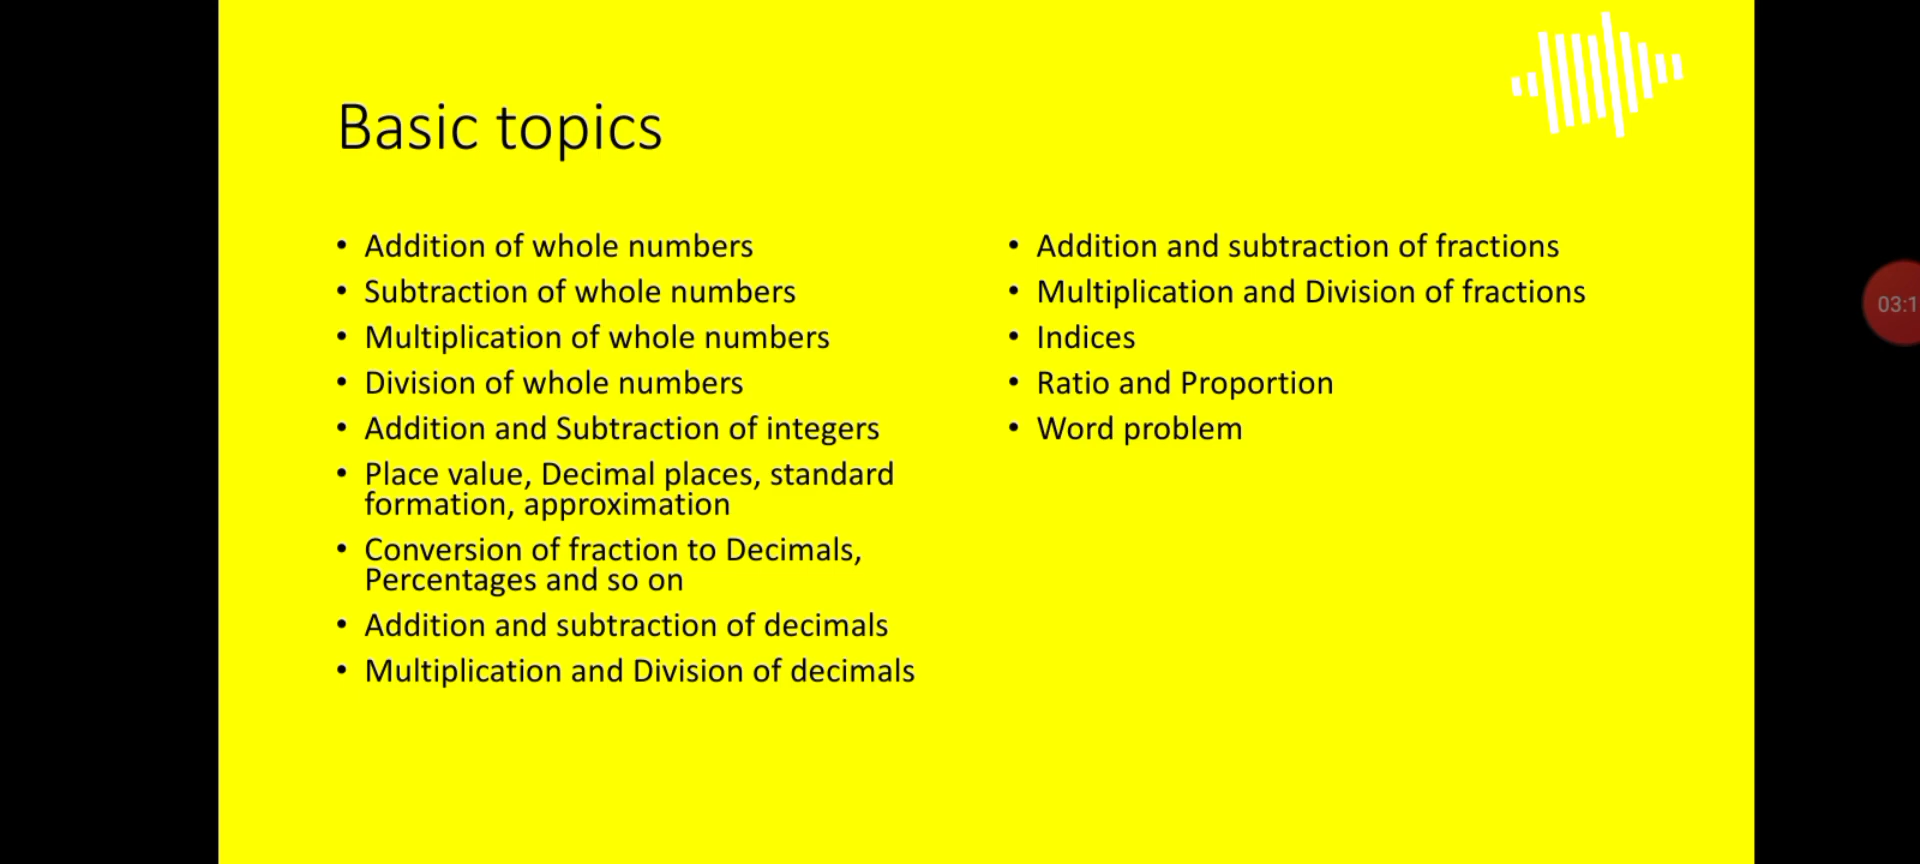 Basic topics
• Addition of whole numbers
• Subtraction of whole numbers
• Multiplication of whole numbers
• Division of whole numbers
• Addition and Subtraction of integers
• Place value, Decimal places, standard
formation, approximation
• Conversion of fraction to Decimals,
Percentages and so on
• Addition and subtraction of decimals
• Multiplication and Division of decimals
• Addition and subtraction of fractions
• Multiplication and Division of fractions
• Indices
• Ratio and Proportion
• Word problem
03:1